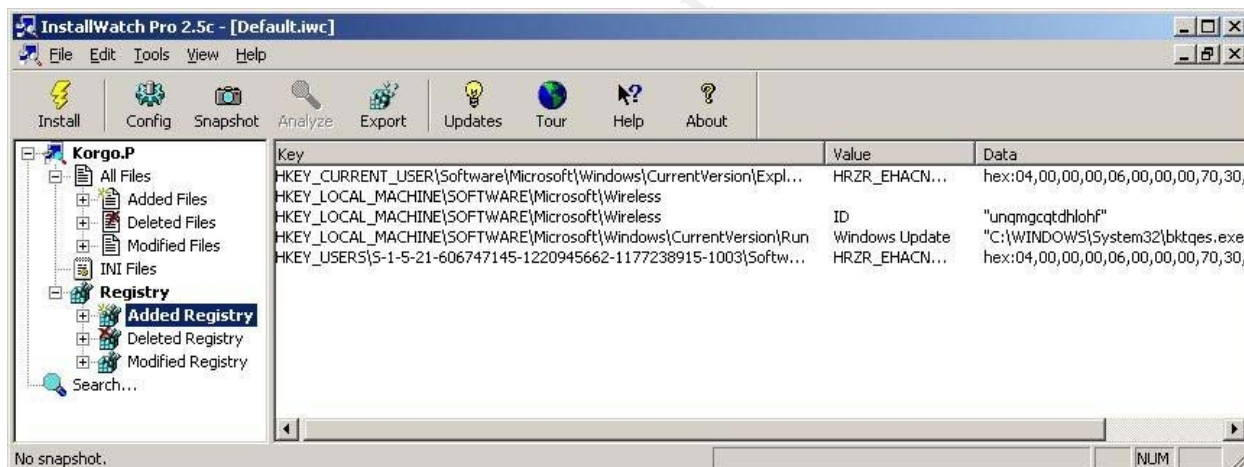 InstallWatch Pro 2.5c - [Default.iwc]
File Edit Tools View Help
Install Config Snapshot Analyze Export Updates Tour Help About
Korgo.P
All Files
Added Files
Deleted Files
Modified Files
INI Files
Registry
Added Registry
Deleted Registry
Modified Registry
Search...
Key Value Data
HKEY_CURRENT_USER\Software\Microsoft\Windows\CurrentVersion\Expl... HRZR_EHACN... hex:04,00,00,00,06,00,00,00,70,30,
HKEY_LOCAL_MACHINE\SOFTWARE\Microsoft\Wireless
HKEY_LOCAL_MACHINE\SOFTWARE\Microsoft\Wireless ID "unqmgcqtdhlohf"
HKEY_LOCAL_MACHINE\SOFTWARE\Microsoft\Windows\CurrentVersion\Run Windows Update "C:\WINDOWS\System32\bktqes.exe
HKEY_USERS\S-1-5-21-606747145-1220945662-1177238915-1003\Softw... HRZR_EHACN... hex:04,00,00,00,06,00,00,00,70,30,
No snapshot. NUM